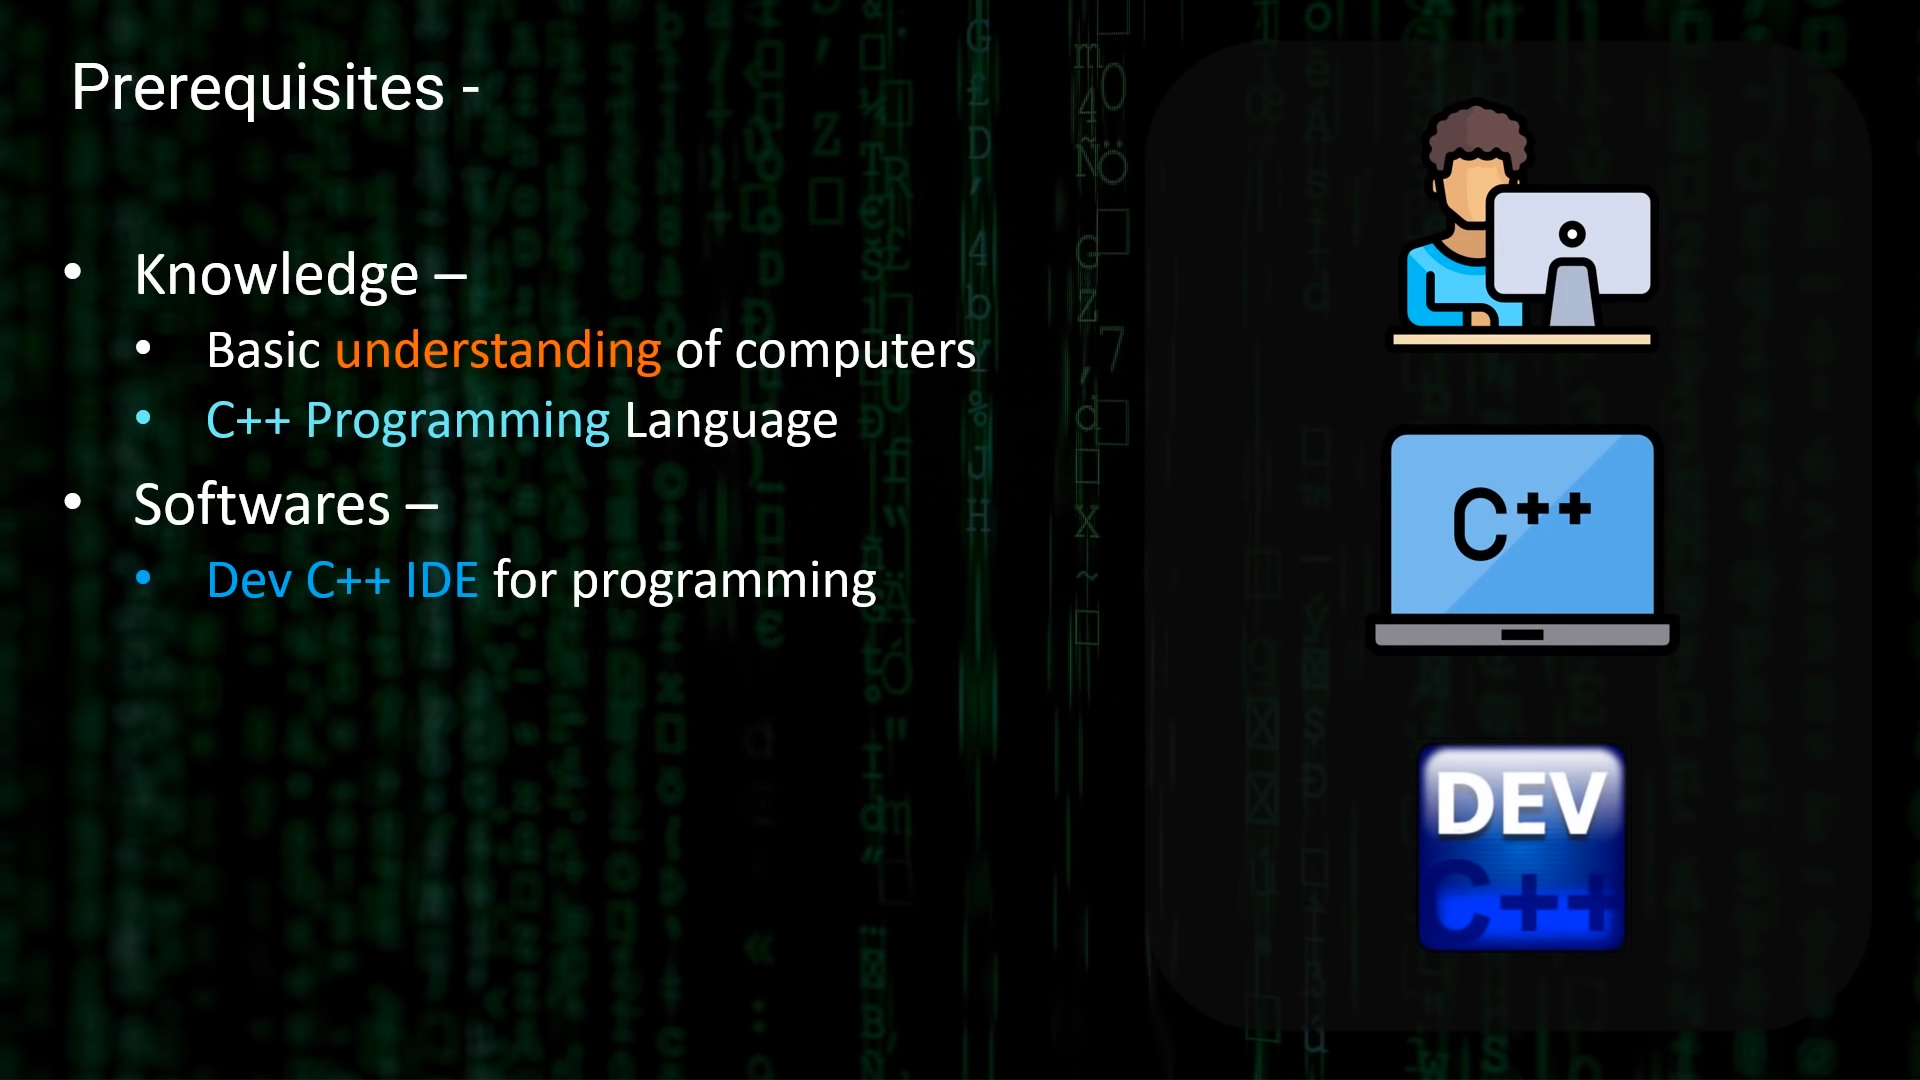 Prerequisites -
• Knowledge –
• Basic understanding of computers
• C++ Programming Language
• Softwares –
• Dev C++ IDE for programming
C++
DEV
C++